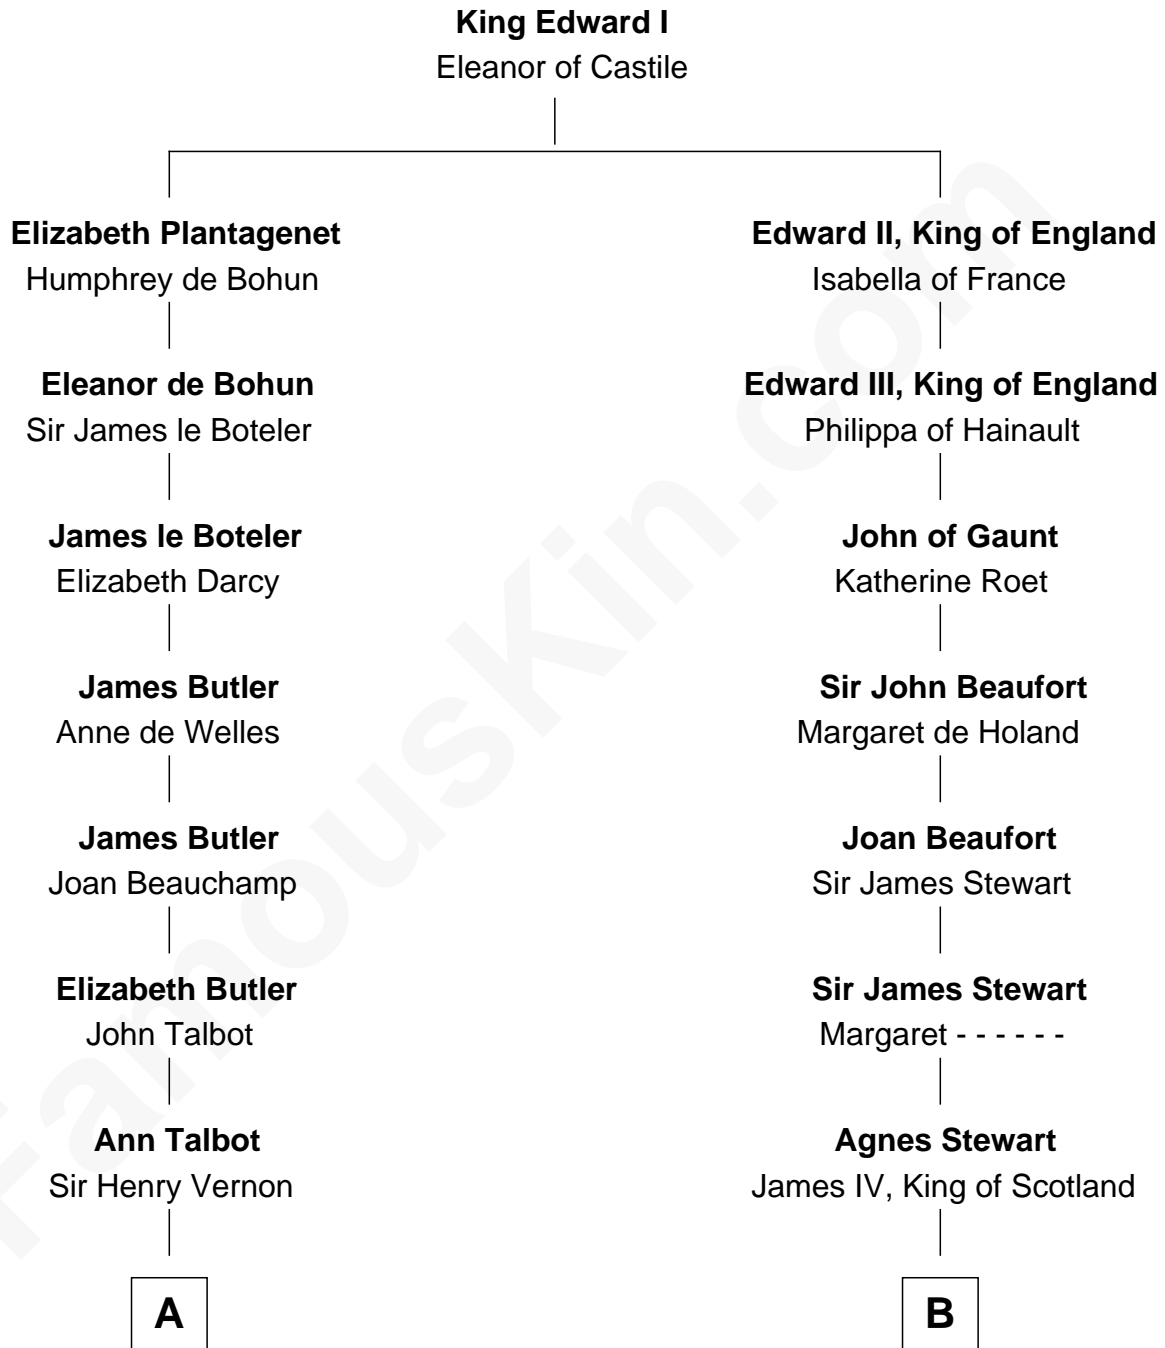 King Edward I
Eleanor of Castile
Elizabeth Plantagenet
Humphrey de Bohun
Edward II, King of England
Isabella of France
Eleanor de Bohun
Sir James le Boteler
Edward III, King of England
Philippa of Hainault
James le Boteler
Elizabeth Darcy
John of Gaunt
Katherine Roet
James Butler
Anne de Welles
Sir John Beaufort
Margaret de Holand
James Butler
Joan Beauchamp
Joan Beaufort
Sir James Stewart
Elizabeth Butler
John Talbot
Sir James Stewart
Margaret - - - - - -
Ann Talbot
Sir Henry Vernon
Agnes Stewart
James IV, King of Scotland
A
B
FamousKin.com